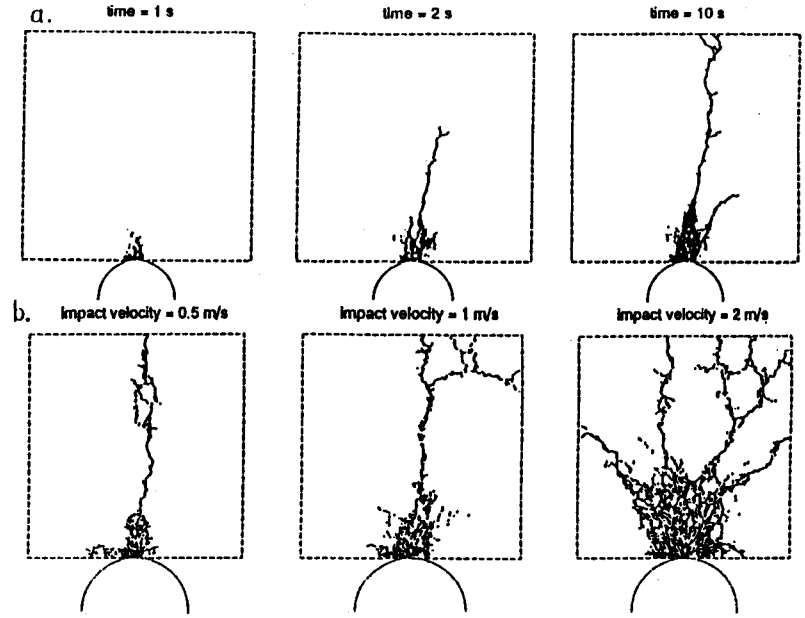 a.
time = 1 s
time = 2 s
time = 10 s
b.
impact velocity = 0.5 m/s
impact velocity = 1 m/s
impact velocity = 2 m/s